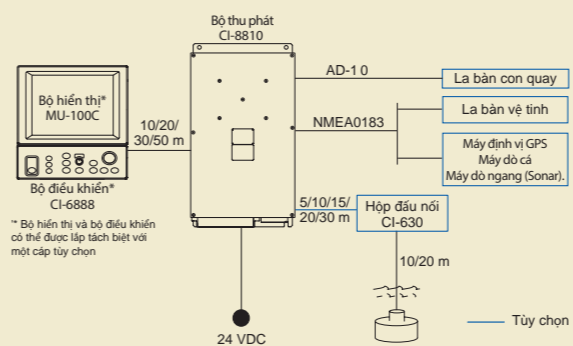 Bộ thu phát
CI-8810
Bộ hiển thị*
MU-100C
Bộ điều khiển*
CI-6888
"* Bộ hiển thị và bộ điều khiển
có thể được lắp tách biệt với
một cáp tùy chọn
10/20/
30/50 m
AD-1 0
La bàn con quay
NMEA0183
La bàn vệ tinh
Máy định vị GPS
Máy dò cá
Máy dò ngang (Sonar).
5/10/15/
20/30 m
Hộp đấu nối
CI-630
10/20 m
24 VDC
Tùy chọn